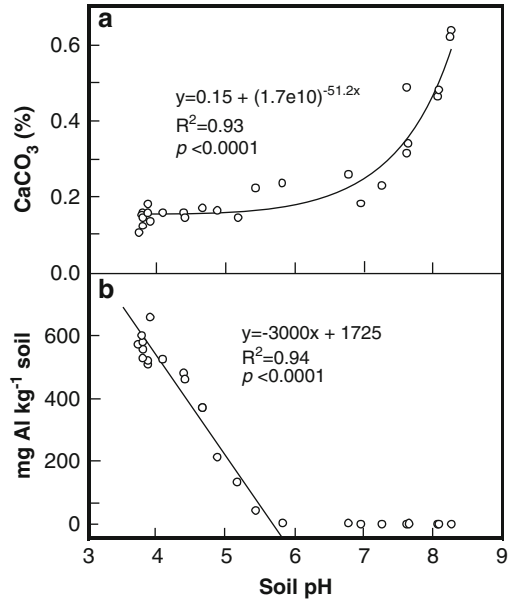 a
0.6
0.4
0.2
0.0
CaCO₃ (%)
y=0.15 + (1.7e10)⁻⁵¹·²ˣ
R²=0.93
p <0.0001
b
600
400
200
0
mg Al kg⁻¹ soil
y=-3000x + 1725
R²=0.94
p <0.0001
3 4 5 6 7 8 9
Soil pH